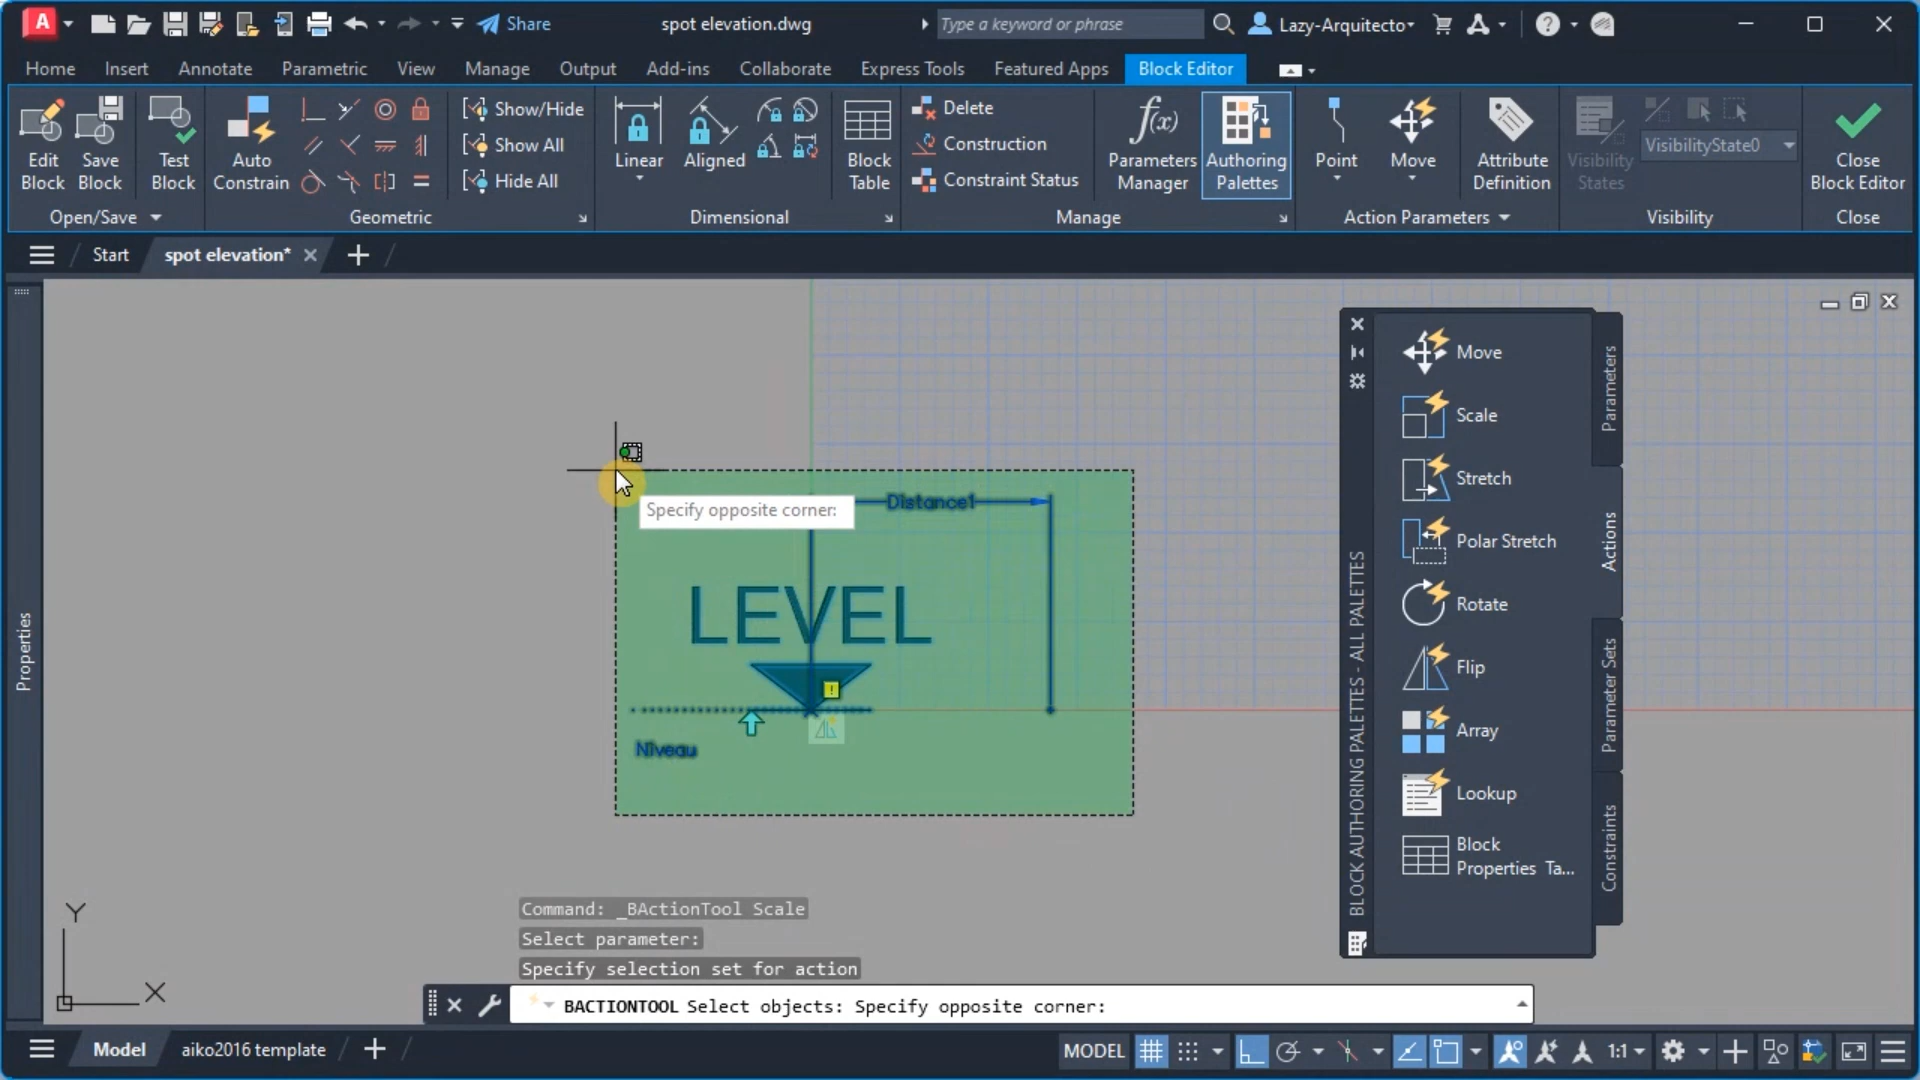 A
Share
spot elevation.dwg
Type a keyword or phrase
Lazy-Arquitecto
Home
Insert
Annotate
Parametric
View
Manage
Output
Add-ins
Collaborate
Express Tools
Featured Apps
Block Editor
Edit
Block
Save
Block
Test
Block
Open/Save
Auto
Constrain
Show/Hide
Show All
Hide All
Geometric
Linear
Aligned
Block
Table
Dimensional
Delete
Construction
Constraint Status
Parameters
Manager
Authoring
Palettes
Manage
Point
Move
Action Parameters
Attribute
Definition
Visibility
States
VisibilityState0
Visibility
Close
Block Editor
Close
Start
spot elevation*
Properties
Specify opposite corner:
Distance1
LEVEL
Niveau
Y
X
BLOCK AUTHORING PALETTES - ALL PALETTES
Move
Scale
Stretch
Polar Stretch
Rotate
Flip
Array
Lookup
Block
Properties Ta...
Parameters
Actions
Parameter Sets
Constraints
Command: _BActionTool Scale
Select parameter:
Specify selection set for action
BACTIONTOOL Select objects: Specify opposite corner:
Model
aiko2016 template
MODEL
1:1